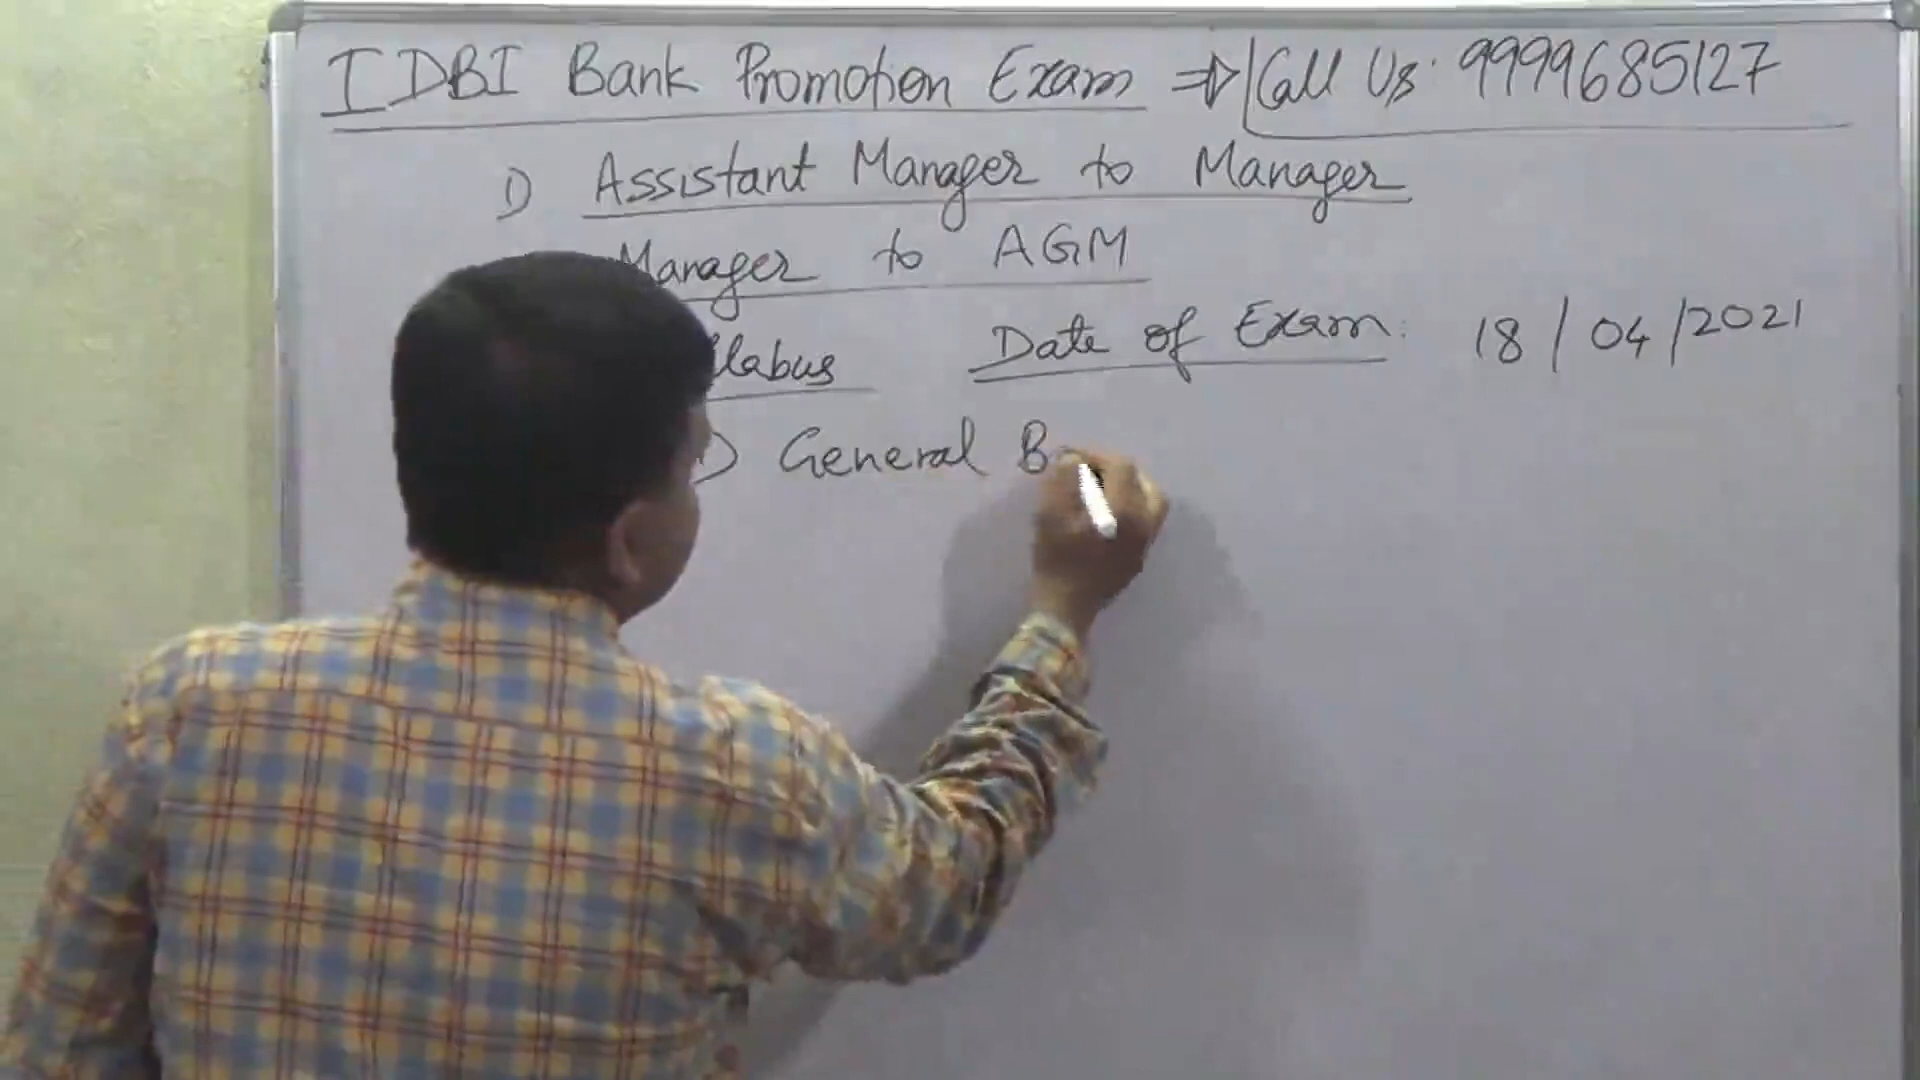 IDBI Bank Promotion Exam ⇒ Call Us: 9999685127
1) Assistant Manager to Manager
Manager to AGM
Date of Exam: 18/04/2021
1) General